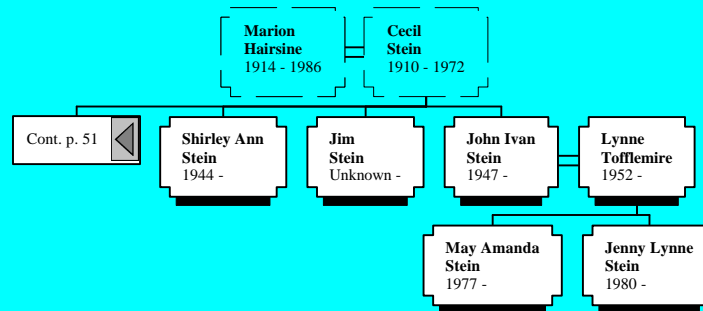 Marion
Hairsine
1914 - 1986
Cecil
Stein
1910 - 1972
Cont. p. 51
Shirley Ann
Stein
1944 -
Jim
Stein
Unknown -
John Ivan
Stein
1947 -
Lynne
Tofflemire
1952 -
May Amanda
Stein
1977 -
Jenny Lynne
Stein
1980 -